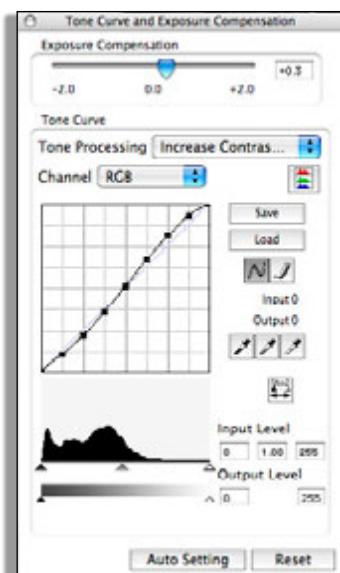 Tone Curve and Exposure Compensation
Exposure Compensation
+0.3
-2.0 0.0 +2.0
Tone Curve
Tone Processing Increase Contras...
Channel RGB
Save
Load
Input 0
Output 0
Input Level
0 1.00 255
Output Level
0 255
Auto Setting Reset